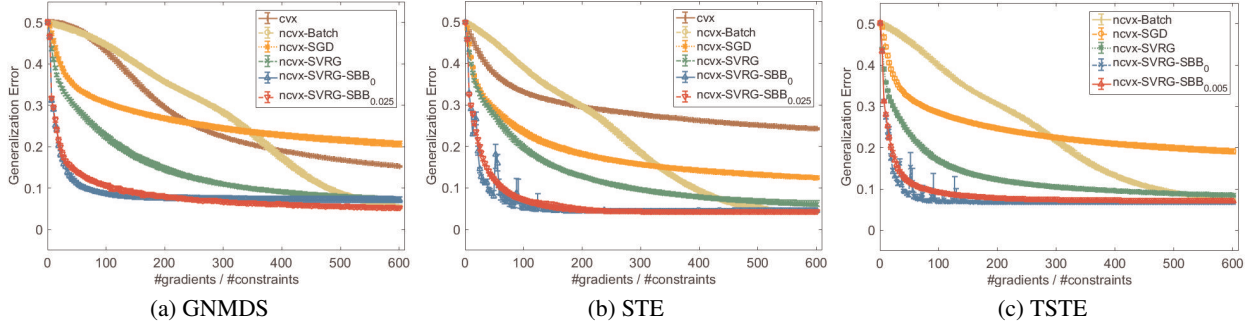 0.5
0.4
0.3
0.2
0.1
0
Generalization Error
0 100 200 300 400 500 600
#gradients / #constraints
cvx
ncvx-Batch
ncvx-SGD
ncvx-SVRG
ncvx-SVRG-SBB0
ncvx-SVRG-SBB0.025
(a) GNMDS
0.5
0.4
0.3
0.2
0.1
0
Generalization Error
0 100 200 300 400 500 600
#gradients / #constraints
cvx
ncvx-Batch
ncvx-SGD
ncvx-SVRG
ncvx-SVRG-SBB0
ncvx-SVRG-SBB0.025
(b) STE
0.5
0.4
0.3
0.2
0.1
0
Generalization Error
0 100 200 300 400 500 600
#gradients / #constraints
ncvx-Batch
ncvx-SGD
ncvx-SVRG
ncvx-SVRG-SBB0
ncvx-SVRG-SBB0.005
(c) TSTE